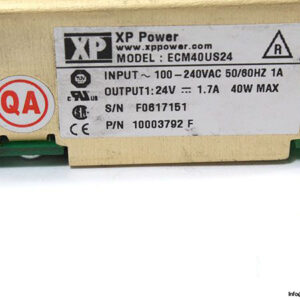 XP
XP Power
www.xppower.com
MODEL : ECM40US24
INPUT ~ 100-240VAC 50/60HZ 1A
OUTPUT1: 24V ⎓ 1.7A 40W MAX
S/N F0617151
P/N 10003792 F
QA
R
US